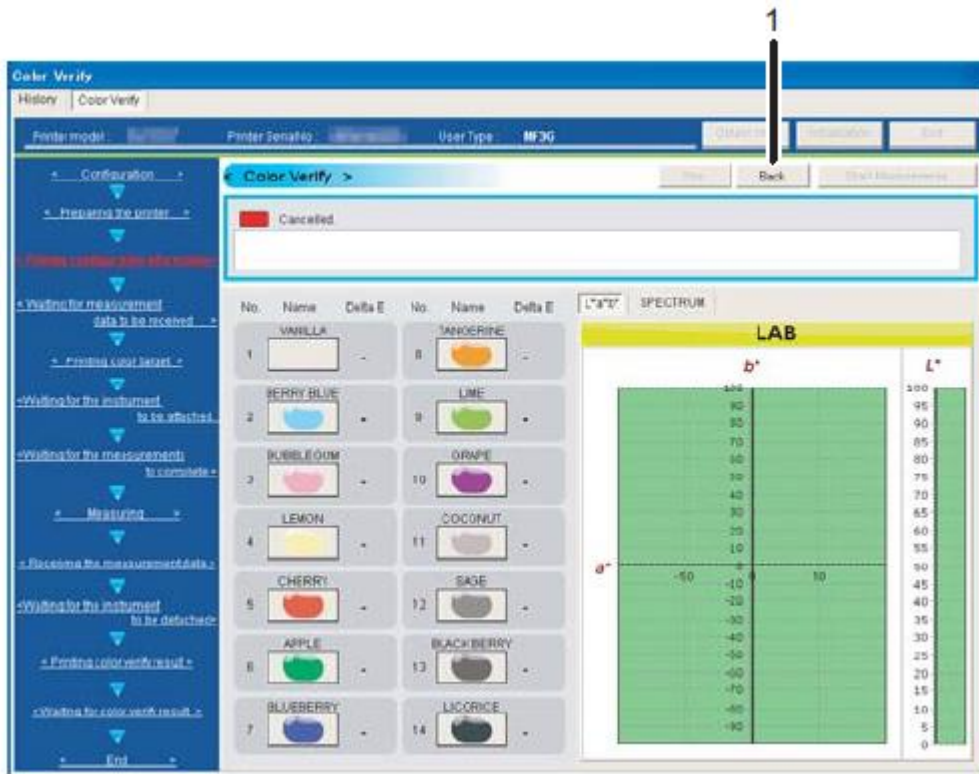 1
Color Verify
History Color Verify
Printer model : Printer SerialNo : User Type : MF3G
End
< Configuration >
< Color Verify >
Back Start Measurements
< Preparing the printer >
Cancelled.
<Waiting for measurement
data to be received >
< Printing color target >
<Waiting for the instrument
to be attached
<Waiting for the measurements
to complete >
< Measuring >
< Receiving the measurement data >
<Waiting for the instrument
to be detached>
< Printing color verify result >
<Waiting for color verify result >
< End >
No. Name Delta E No. Name Delta E
VANILLA TANGERINE
1 - 8 -
BERRY BLUE LIME
2 - 9 -
BUBBLEGUM GRAPE
3 - 10 -
LEMON COCONUT
4 - 11 -
CHERRY SAGE
5 - 12 -
APPLE BLACKBERRY
6 - 13 -
BLUEBERRY LICORICE
7 - 14 -
L*a*b* SPECTRUM
LAB
b* L*
100
90
80
70
60
50
40
30
20
10
a* -50 -10 0 10
-20
-30
-40
-50
-60
-70
-80
-90
100
95
90
85
80
75
70
65
60
55
50
45
40
35
30
25
20
15
10
5
0